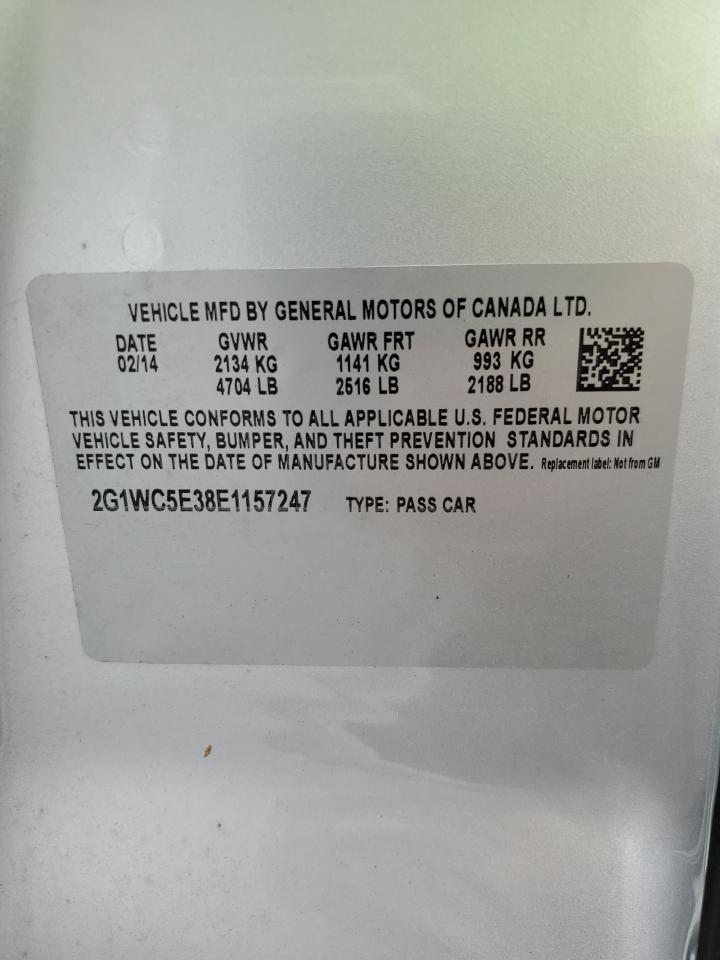 VEHICLE MFD BY GENERAL MOTORS OF CANADA LTD.
DATE GVWR GAWR FRT GAWR RR
02/14 2134 KG 1141 KG 993 KG
4704 LB 2516 LB 2188 LB
THIS VEHICLE CONFORMS TO ALL APPLICABLE U.S. FEDERAL MOTOR
VEHICLE SAFETY, BUMPER, AND THEFT PREVENTION STANDARDS IN
EFFECT ON THE DATE OF MANUFACTURE SHOWN ABOVE. Replacement label: Not from GM
2G1WC5E38E1157247 TYPE: PASS CAR